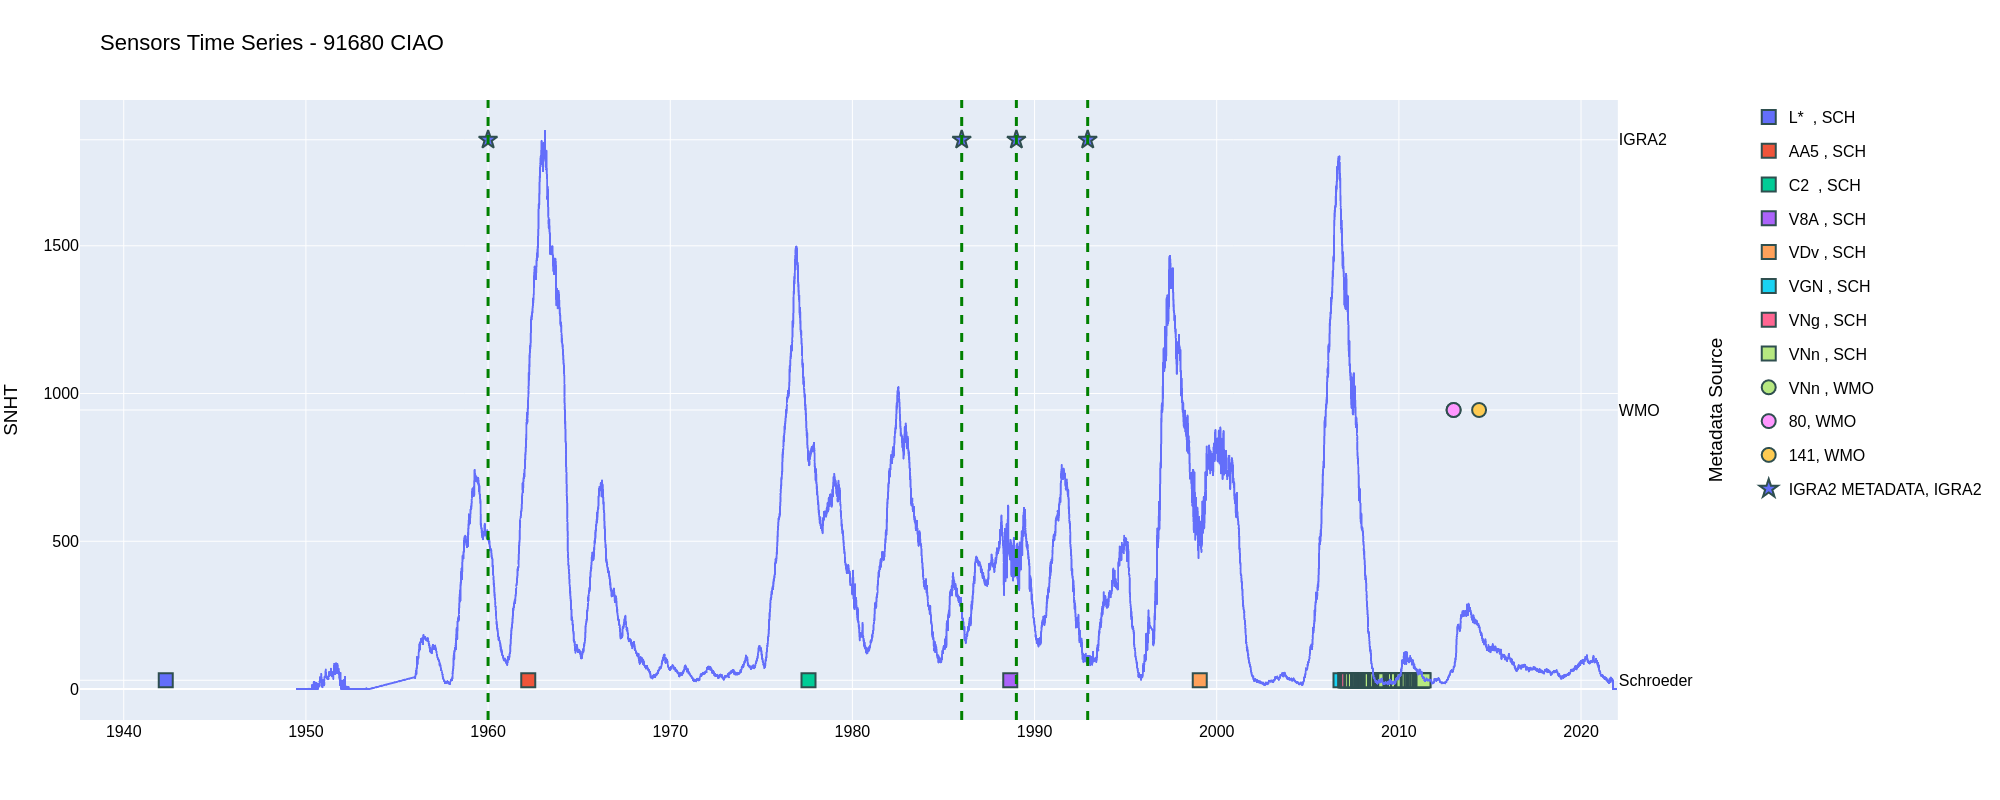 Sensors Time Series - 91680 CIAO
SNHT
1500
1000
500
0
1940
1950
1960
1970
1980
1990
2000
2010
2020
IGRA2
WMO
Schroeder
Metadata Source
L* , SCH
AA5 , SCH
C2 , SCH
V8A , SCH
VDv , SCH
VGN , SCH
VNg , SCH
VNn , SCH
VNn , WMO
80, WMO
141, WMO
IGRA2 METADATA, IGRA2